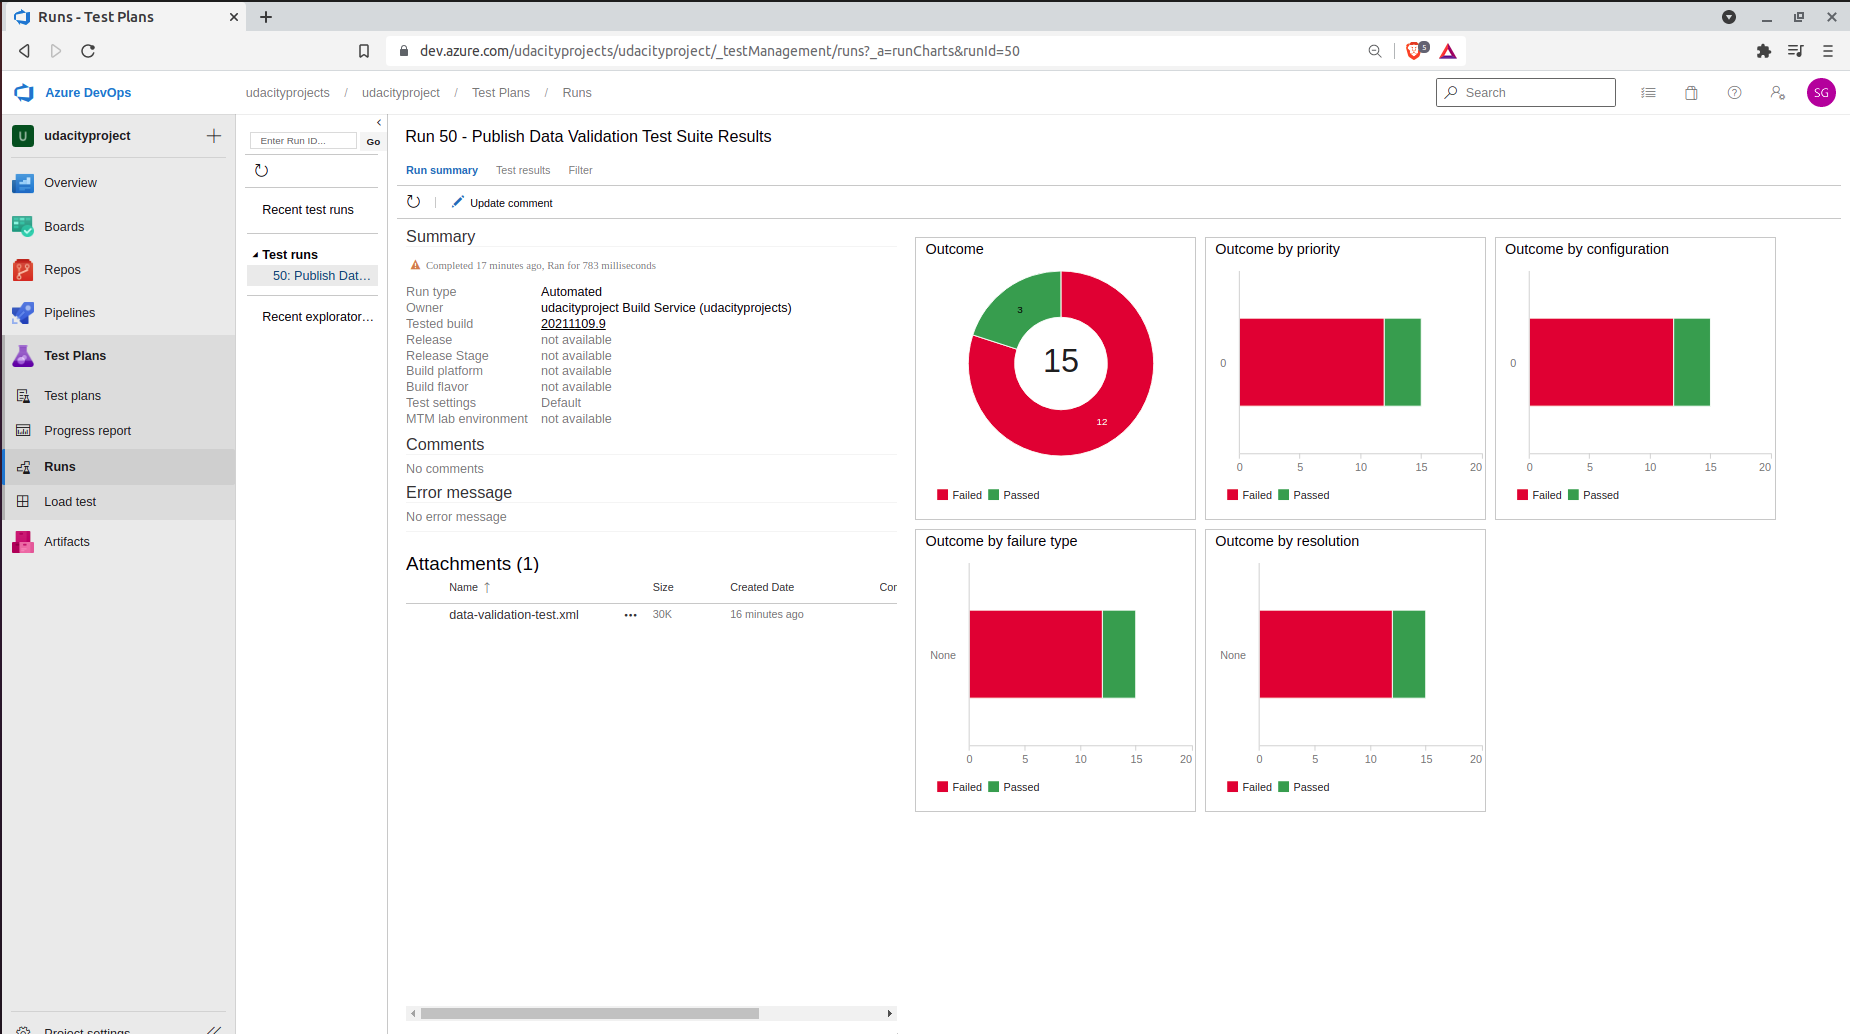 Runs - Test Plans
dev.azure.com/udacityprojects/udacityproject/_testManagement/runs?_a=runCharts&runId=50
5
Azure DevOps
udacityprojects / udacityproject / Test Plans / Runs
Search
SG
U udacityproject
Overview
Boards
Repos
Pipelines
Test Plans
Test plans
Progress report
Runs
Load test
Artifacts
Project settings
Enter Run ID... Go
Recent test runs
Test runs
50: Publish Dat...
Recent explorator...
Run 50 - Publish Data Validation Test Suite Results
Run summary Test results Filter
Update comment
Summary
Completed 17 minutes ago, Ran for 783 milliseconds
Run type Automated
Owner udacityproject Build Service (udacityprojects)
Tested build 20211109.9
Release not available
Release Stage not available
Build platform not available
Build flavor not available
Test settings Default
MTM lab environment not available
Comments
No comments
Error message
No error message
Attachments (1)
Name Size Created Date Cor
data-validation-test.xml ... 30K 16 minutes ago
Outcome
3
15
12
Failed Passed
Outcome by priority
0
0 5 10 15 20
Failed Passed
Outcome by configuration
0
0 5 10 15 20
Failed Passed
Outcome by failure type
None
0 5 10 15 20
Failed Passed
Outcome by resolution
None
0 5 10 15 20
Failed Passed